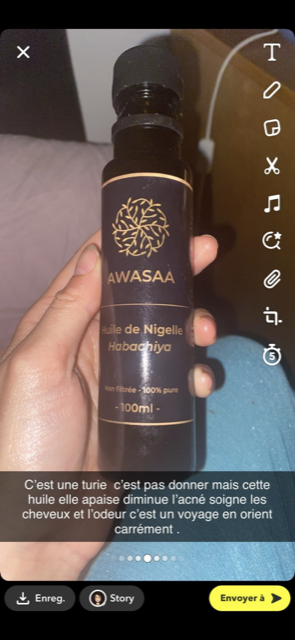 T
AWASAA
Huile de Nigelle
Habachiya
Non Filtrée - 100% pure
- 100ml -
5
C'est une turie c'est pas donner mais cette
huile elle apaise diminue l'acné soigne les
cheveux et l'odeur c'est un voyage en orient
carrément .
Enreg.
Story
Envoyer à